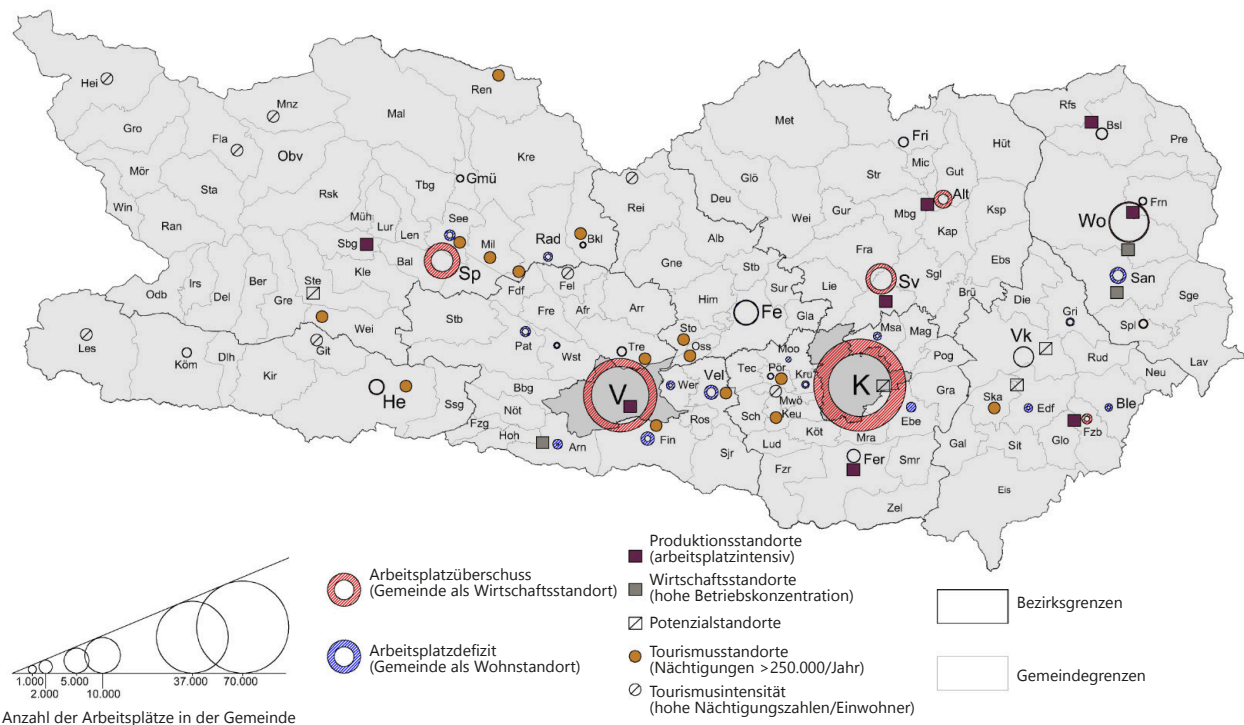 Hei
Ren
Mnz
Mal
Rfs
Bsl
Pre
Gro
Fla
Obv
Kre
Met
Fri
Hüt
Mör
Sta
Rsk
Tbg
Gmü
Rei
Deu
Glö
Str
Mic
Gut
Win
Ran
Müh
Lur
Len
See
Wei
Gur
Mbg
Alt
Ksp
Wo
Frn
Sbg
Bal
Sp
Mil
Rad
Bkl
Alb
Fra
Kap
Ebs
Odb
Irs
Del
Ber
Gre
Ste
Kle
Fdf
Fel
Gne
Stb
Sur
Lie
Sv
Sgl
Brü
Die
San
Sge
Les
Köm
Dlh
Kir
Git
Wei
Stb
Fre
Afr
Arr
Him
Fe
Gla
Msa
Mag
Gri
Spl
Lav
Pat
Wst
Tre
Sto
Oss
Moo
Pog
Vk
Rud
Neu
He
Ssg
Bbg
V
Wer
Vel
Tec
Pör
Kru
K
Gra
Ska
Edf
Ble
Nöt
Fzg
Hoh
Arn
Fin
Ros
Sch
Mwö
Keu
Köt
Mra
Ebe
Gal
Sit
Glo
Fzb
Sjr
Lud
Fzr
Fer
Smr
Zel
Eis
1.000
2.000
5.000
10.000
37.000
70.000
Anzahl der Arbeitsplätze in der Gemeinde
Arbeitsplatzüberschuss
(Gemeinde als Wirtschaftsstandort)
Arbeitsplatzdefizit
(Gemeinde als Wohnstandort)
Produktionsstandorte
(arbeitsplatzintensiv)
Wirtschaftsstandorte
(hohe Betriebskonzentration)
Potenzialstandorte
Tourismusstandorte
(Nächtigungen >250.000/Jahr)
Tourismusintensität
(hohe Nächtigungszahlen/Einwohner)
Bezirksgrenzen
Gemeindegrenzen